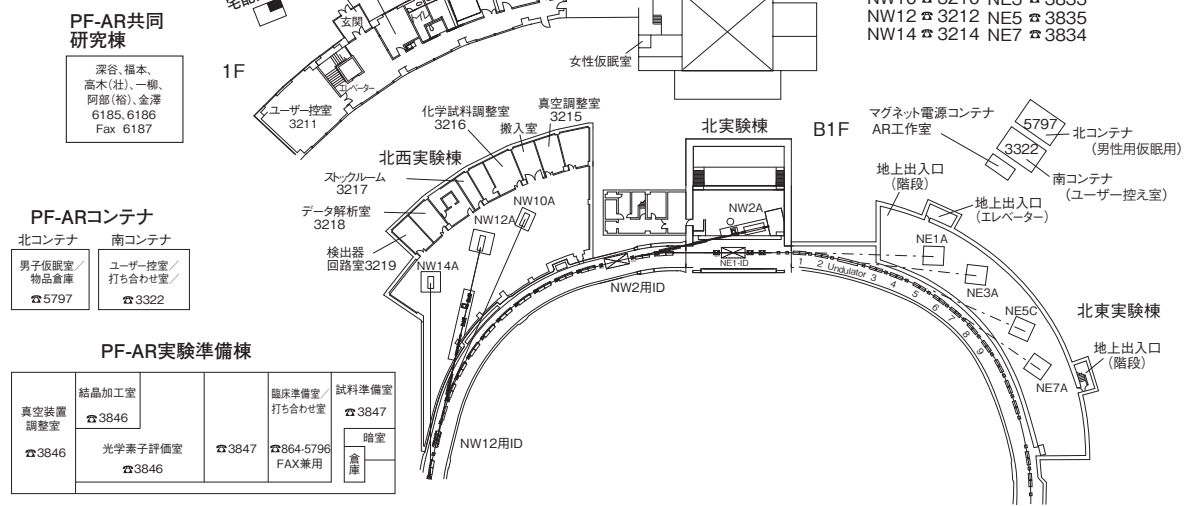 PF-AR共同
研究棟
深谷、福本、
高木(壮)、一柳、
阿部(裕)、金澤
6185、6186
Fax 6187
1F
玄関
エレベーター
ユーザー控室
3211
女性仮眠室
NW12 ☎ 3212 NE5 ☎ 3835
NW14 ☎ 3214 NE7 ☎ 3834
B1F
北実験棟
北西実験棟
化学試料調整室
3216
搬入室
真空調整室
3215
ストックルーム
3217
データ解析室
3218
検出器
回路室3219
NW10A
NW12A
NW14A
NW2A
NE1-ID
NW2用ID
NW12用ID
1 2 Undulator 3 4 5 6 7 8 9
マグネット電源コンテナ
AR工作室
5797
3322
北コンテナ
(男性用仮眠用)
南コンテナ
(ユーザー控え室)
地上出入口
(階段)
地上出入口
(エレベーター)
NE1A
NE3A
NE5C
NE7A
北東実験棟
地上出入口
(階段)
PF-ARコンテナ
北コンテナ
南コンテナ
男子仮眠室/
物品倉庫
☎5797
ユーザー控室/
打ち合わせ室/
☎3322
PF-AR実験準備棟
真空装置
調整室
☎3846
結晶加工室
☎3846
光学素子評価室
☎3846
☎3847
臨床準備室/
打ち合わせ室
☎864-5796
FAX兼用
試料準備室
☎3847
暗室
倉庫